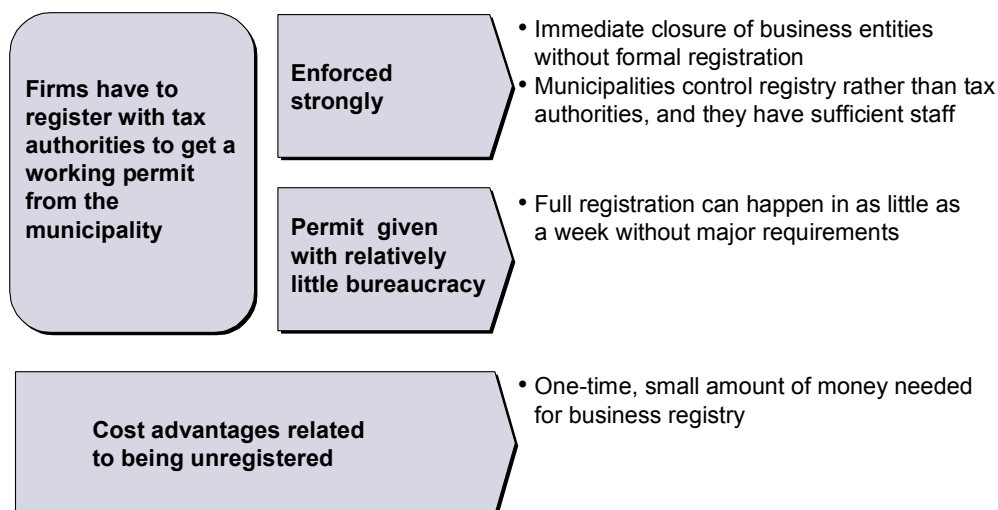 Firms have to
register with tax
authorities to get a
working permit
from the
municipality
Enforced
strongly
• Immediate closure of business entities
without formal registration
• Municipalities control registry rather than tax
authorities, and they have sufficient staff
Permit given
with relatively
little bureaucracy
• Full registration can happen in as little as
a week without major requirements
Cost advantages related
to being unregistered
• One-time, small amount of money needed
for business registry